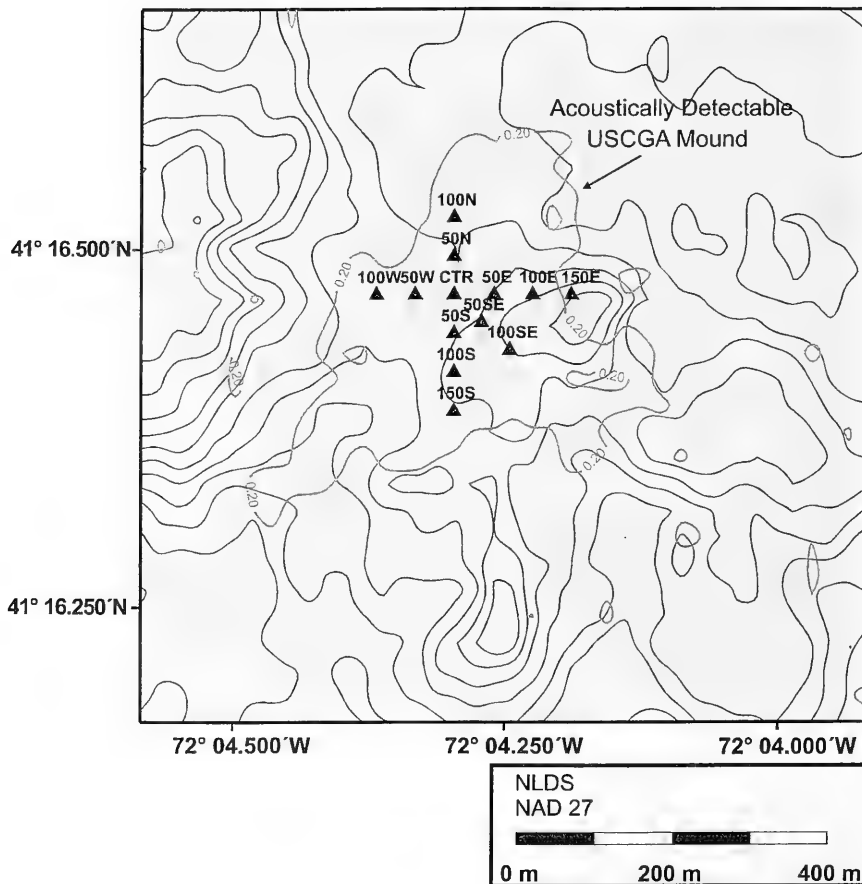 Acoustically Detectable
USCGA Mound
0.20
0.20
100N
41° 16.500´N
50N
100W 50W CTR 50E 100E 150E
50SE
50S
0.20
100SE
100S
0.20
0.20
150S
0.20
0.20
41° 16.250´N
72° 04.500´W 72° 04.250´W 72° 04.000´W
NLDS
NAD 27
0 m 200 m 400 m